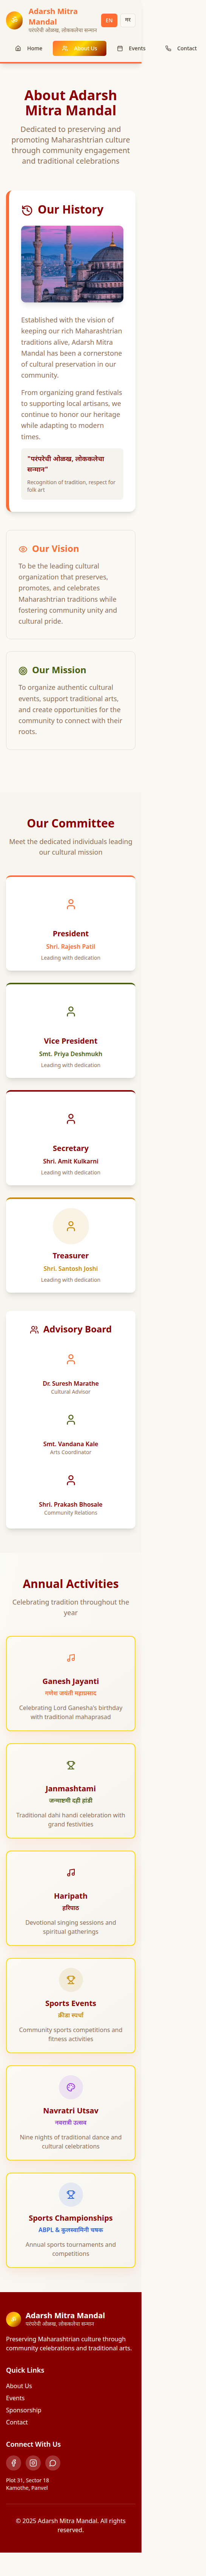 Adarsh Mitra
Mandal
परंपरेची ओळख, लोककलेचा सन्मान
EN
मर
Home
About Us
Events
Contact
About Adarsh
Mitra Mandal
Dedicated to preserving and
promoting Maharashtrian culture
through community engagement
and traditional celebrations
Our History
Established with the vision of
keeping our rich Maharashtrian
traditions alive, Adarsh Mitra
Mandal has been a cornerstone
of cultural preservation in our
community.
From organizing grand festivals
to supporting local artisans, we
continue to honor our heritage
while adapting to modern
times.
"परंपरेची ओळख, लोककलेचा
सन्मान"
Recognition of tradition, respect for
folk art
Our Vision
To be the leading cultural
organization that preserves,
promotes, and celebrates
Maharashtrian traditions while
fostering community unity and
cultural pride.
Our Mission
To organize authentic cultural
events, support traditional arts,
and create opportunities for the
community to connect with their
roots.
Our Committee
Meet the dedicated individuals leading
our cultural mission
President
Shri. Rajesh Patil
Leading with dedication
Vice President
Smt. Priya Deshmukh
Leading with dedication
Secretary
Shri. Amit Kulkarni
Leading with dedication
Treasurer
Shri. Santosh Joshi
Leading with dedication
Advisory Board
Dr. Suresh Marathe
Cultural Advisor
Smt. Vandana Kale
Arts Coordinator
Shri. Prakash Bhosale
Community Relations
Annual Activities
Celebrating tradition throughout the
year
Ganesh Jayanti
गणेश जयंती महाप्रसाद
Celebrating Lord Ganesha's birthday
with traditional mahaprasad
Janmashtami
जन्माष्टमी दही हांडी
Traditional dahi handi celebration with
grand festivities
Haripath
हरिपाठ
Devotional singing sessions and
spiritual gatherings
Sports Events
क्रीडा स्पर्धा
Community sports competitions and
fitness activities
Navratri Utsav
नवरात्री उत्सव
Nine nights of traditional dance and
cultural celebrations
Sports Championships
ABPL & कुलस्वामिनी चषक
Annual sports tournaments and
competitions
Adarsh Mitra Mandal
परंपरेची ओळख, लोककलेचा सन्मान
Preserving Maharashtrian culture through
community celebrations and traditional arts.
Quick Links
About Us
Events
Sponsorship
Contact
Connect With Us
Plot 31, Sector 18
Kamothe, Panvel
© 2025 Adarsh Mitra Mandal. All rights
reserved.